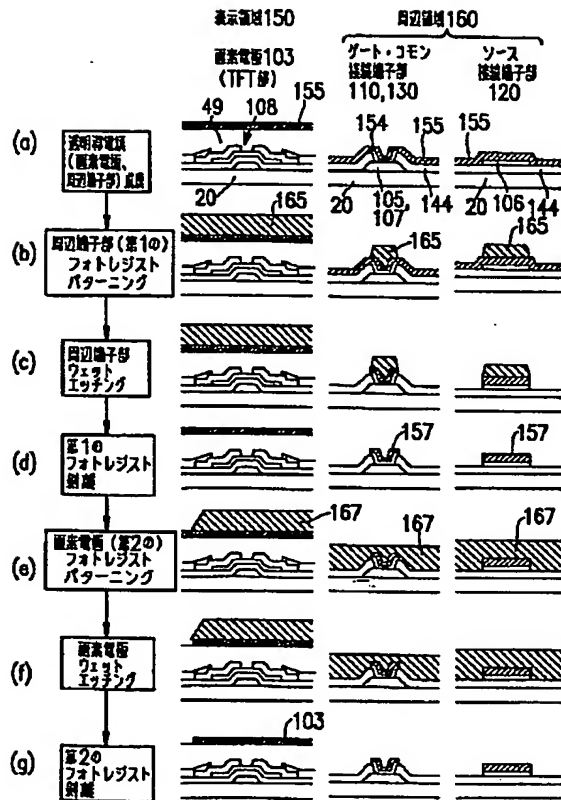 表示領域150
周辺領域160
画素電極103
(TFT部)
ゲート・コモン
接続端子部
110,130
ソース
接続端子部
120
(a)
透明導電膜
(画素電極、
周辺端子部)成膜
49
108
155
20
154
155
20
105,
107
144
155
20
106
144
(b)
周辺端子部(第1の)
フォトレジスト
パターニング
165
165
165
(c)
周辺端子部
ウェット
エッチング
(d)
第1の
フォトレジスト
剥離
157
157
(e)
画素電極(第2の)
フォトレジスト
パターニング
167
167
167
(f)
画素電極
ウェット
エッチング
(g)
第2の
フォトレジスト
剥離
103